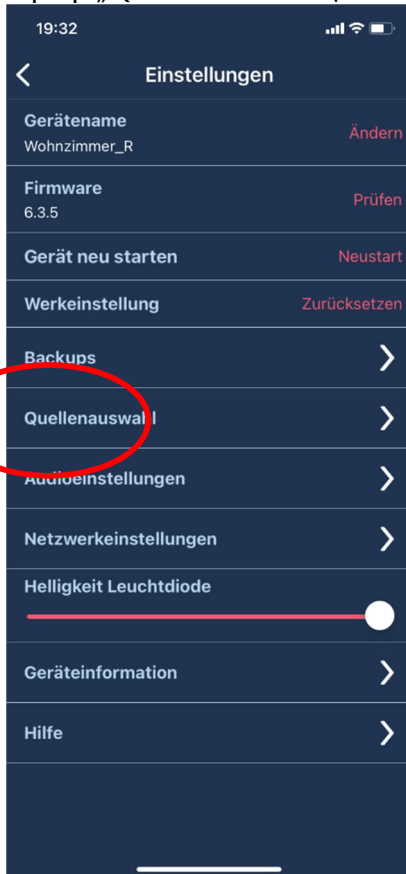 19:32
Einstellungen
Gerätename
Ändern
Wohnzimmer_R
Firmware
Prüfen
6.3.5
Gerät neu starten Neustart
Werkeinstellung Zurücksetzen
Backups
Quellenauswahl
Audioeinstellungen
Netzwerkeinstellungen
Helligkeit Leuchtdiode
Geräteinformation
Hilfe